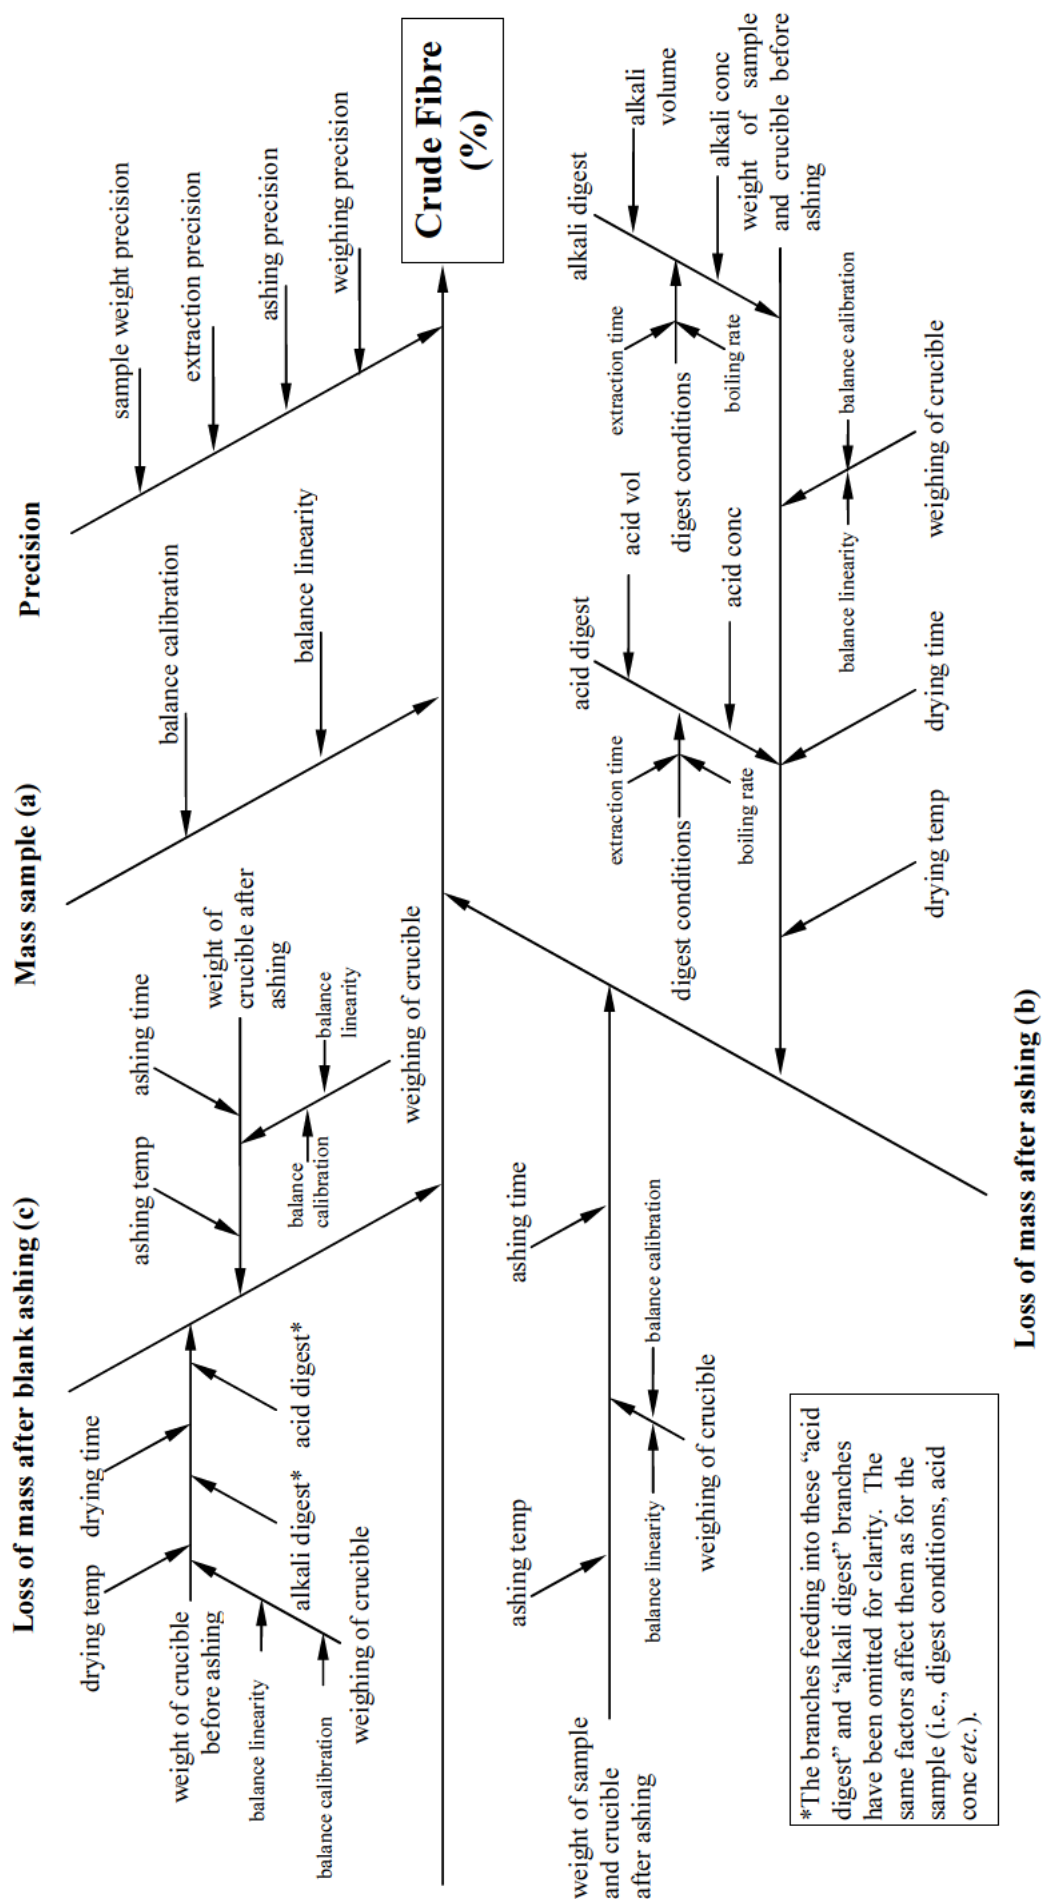 Loss of mass after blank ashing (c)
Mass sample (a)
Precision
drying temp
drying time
ashing temp
ashing time
balance calibration
sample weight precision
weight of crucible
before ashing
weight of
crucible after
ashing
extraction precision
balance linearity
alkali digest*
acid digest*
balance
calibration
balance
linearity
balance linearity
ashing precision
balance calibration
weighing of crucible
weighing of crucible
weighing precision
Crude Fibre
(%)
ashing temp
ashing time
acid digest
alkali digest
weight of sample
and crucible
after ashing
extraction time
acid vol
extraction time
alkali
volume
balance linearity
balance calibration
digest conditions
digest conditions
weighing of crucible
boiling rate
acid conc
boiling rate
alkali conc
weight of sample
and crucible before
ashing
balance linearity
balance calibration
drying temp
drying time
weighing of crucible
*The branches feeding into these “acid
digest” and “alkali digest” branches
have been omitted for clarity. The
same factors affect them as for the
sample (i.e., digest conditions, acid
conc etc.).
Loss of mass after ashing (b)